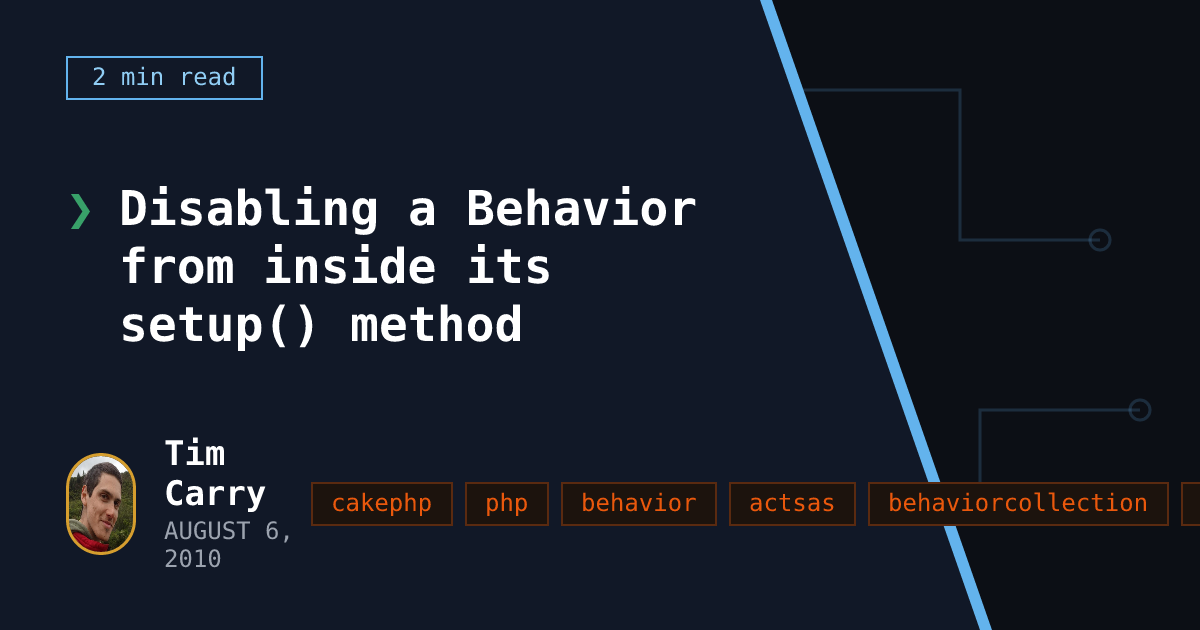 2 min read
❯ Disabling a Behavior
from inside its
setup() method
Tim
Carry
AUGUST 6,
2010
cakephp php behavior actsas behaviorcollection